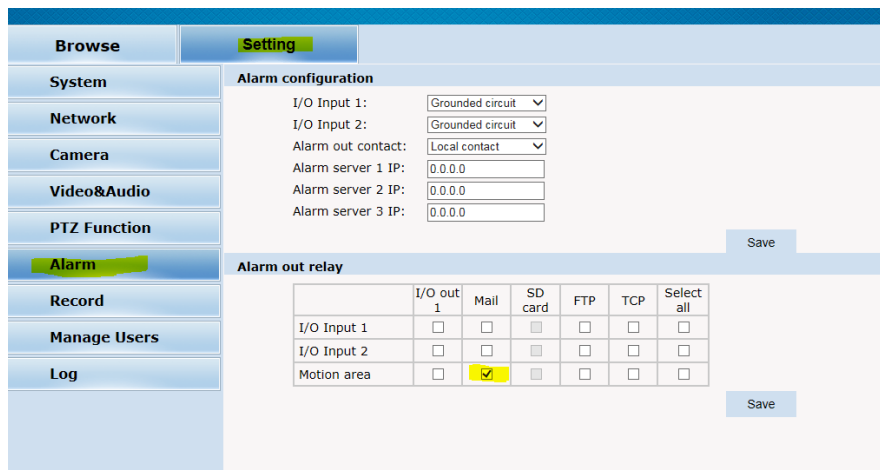 Browse
Setting
System
Network
Camera
Video&Audio
PTZ Function
Alarm
Record
Manage Users
Log
Alarm configuration
I/O Input 1: Grounded circuit
I/O Input 2: Grounded circuit
Alarm out contact: Local contact
Alarm server 1 IP: 0.0.0.0
Alarm server 2 IP: 0.0.0.0
Alarm server 3 IP: 0.0.0.0
Save
Alarm out relay
I/O out 1 Mail SD card FTP TCP Select all
I/O Input 1
I/O Input 2
Motion area
Save